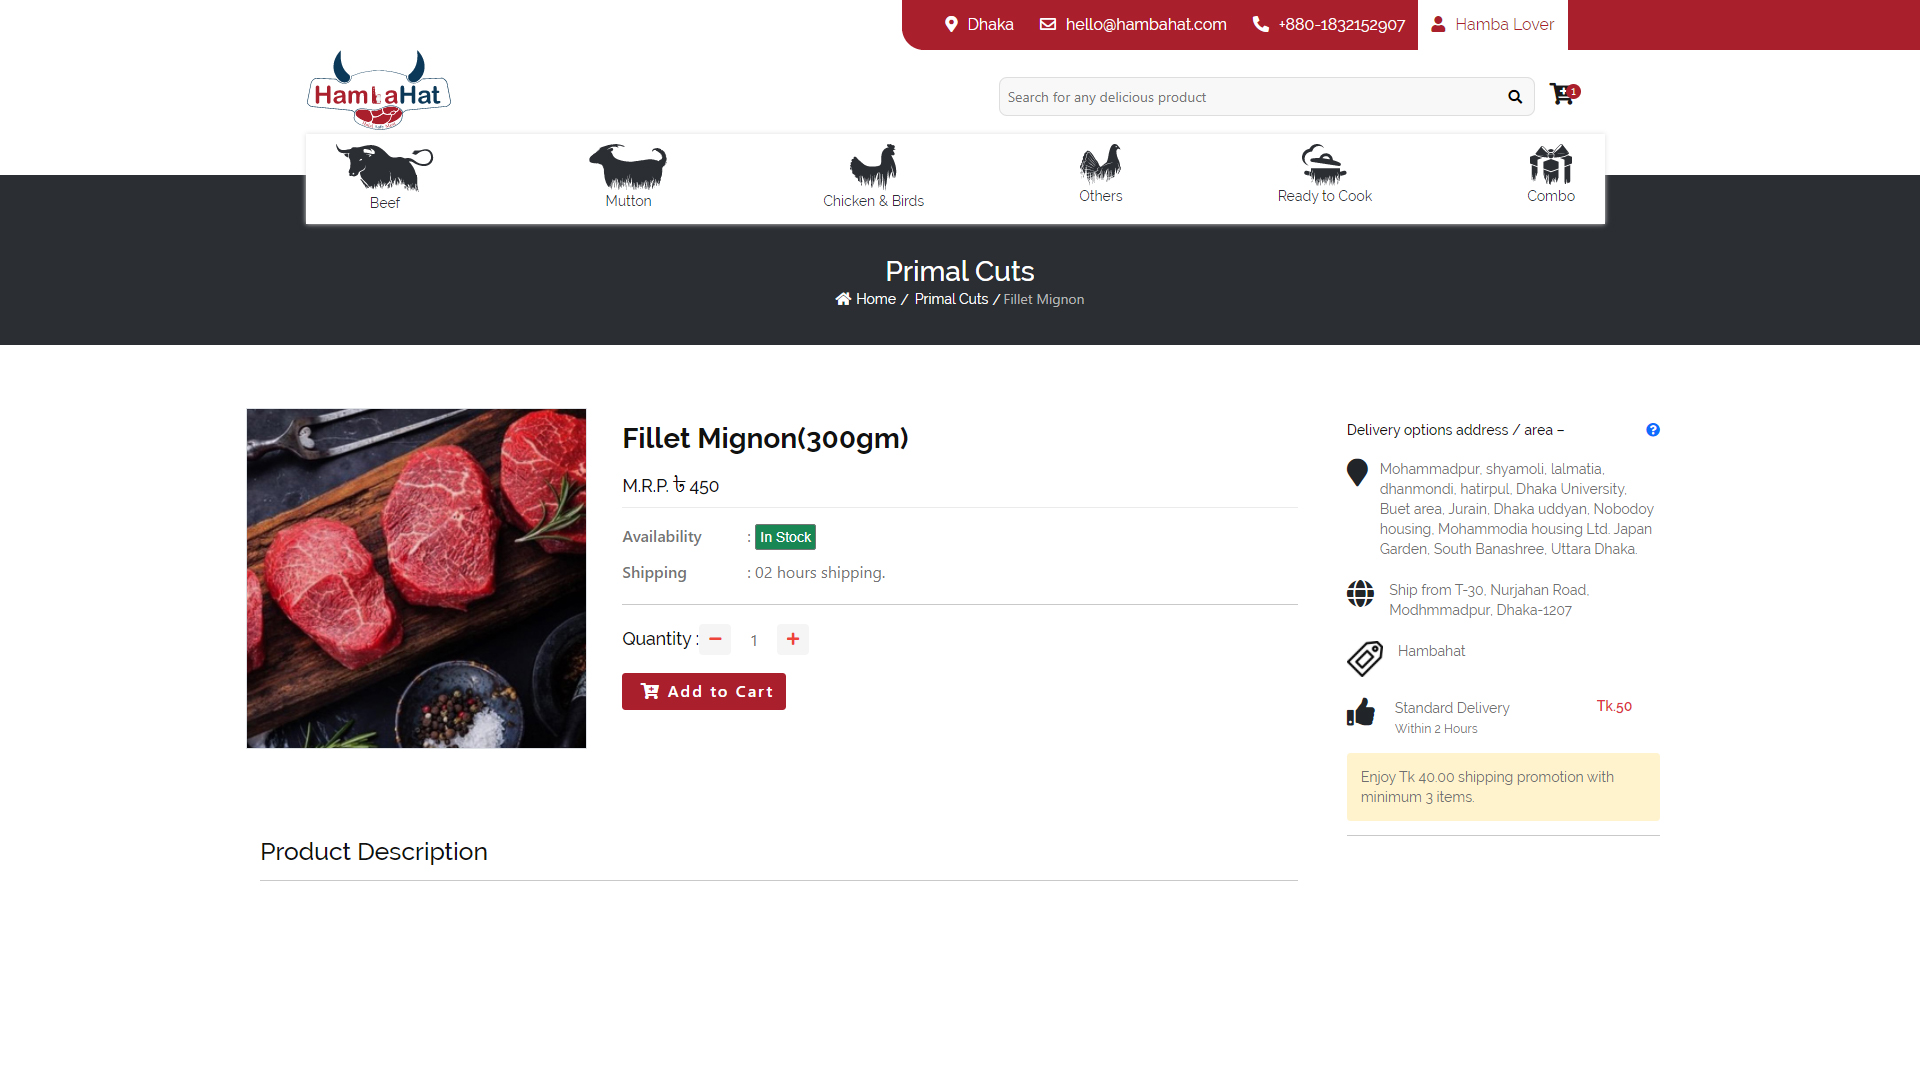 Dhaka
hello@hambahat.com
+880-1832152907
Hamba Lover
HambaHat
Search for any delicious product
1
Beef
Mutton
Chicken & Birds
Others
Ready to Cook
Combo
Primal Cuts
Home / Primal Cuts / Fillet Mignon
Fillet Mignon(300gm)
M.R.P. ৳ 450
Availability : In Stock
Shipping : 02 hours shipping.
Quantity : − 1 +
Add to Cart
Delivery options address / area –
Mohammadpur, shyamoli, lalmatia,
dhanmondi, hatirpul, Dhaka University,
Buet area, Jurain, Dhaka uddyan, Nobodoy
housing, Mohammodia housing Ltd. Japan
Garden, South Banashree, Uttara Dhaka.
Ship from T-30, Nurjahan Road,
Modhmmadpur, Dhaka-1207
Hambahat
Standard Delivery
Tk.50
Within 2 Hours
Enjoy Tk 40.00 shipping promotion with
minimum 3 items.
Product Description